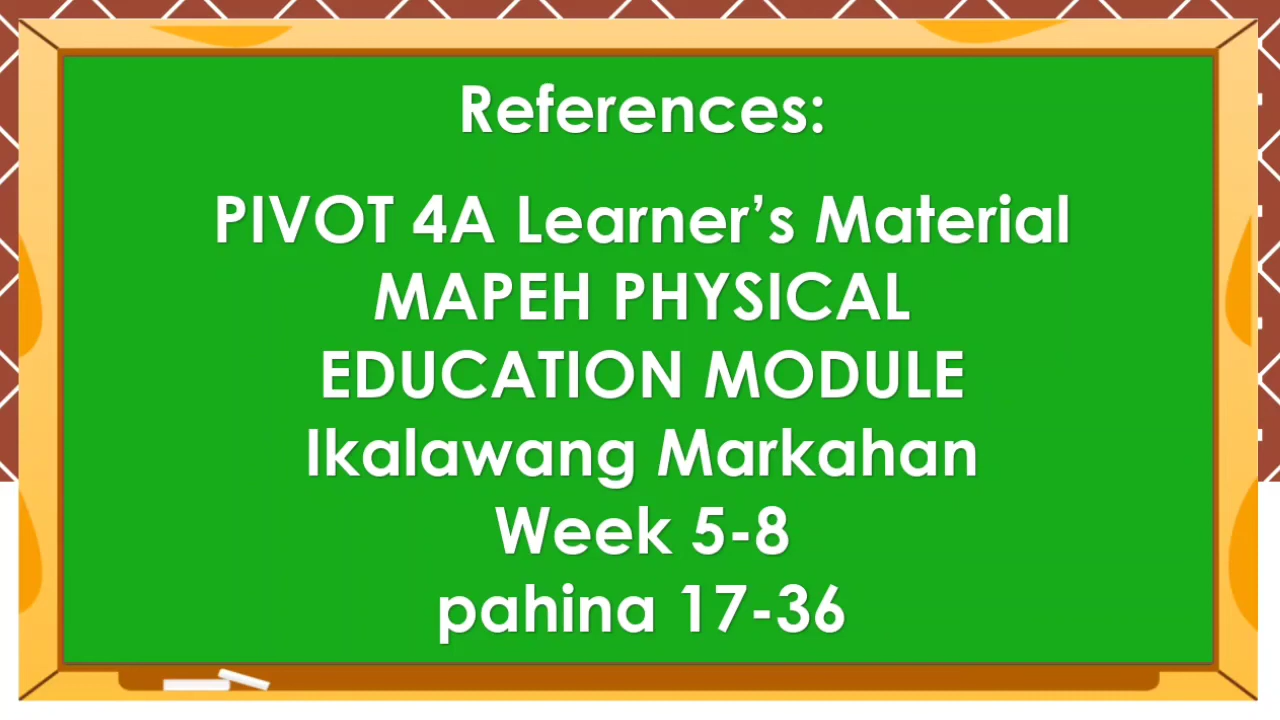 References:
PIVOT 4A Learner’s Material
MAPEH PHYSICAL
EDUCATION MODULE
Ikalawang Markahan
Week 5-8
pahina 17-36